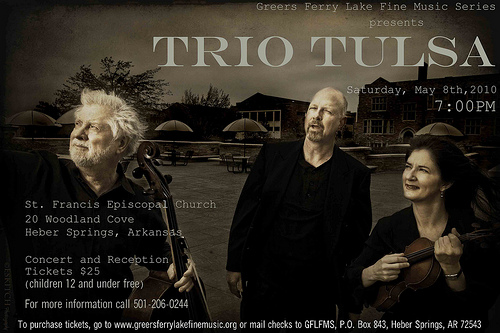 Greers Ferry Lake Fine Music Series
presents
TRIO TULSA
Saturday, May 8th,2010
7:00PM
St. Francis Episcopal Church
20 Woodland Cove
Heber Springs, Arkansas
Concert and Reception
Tickets $25
(children 12 and under free)
For more information call 501-206-0244
To purchase tickets, go to www.greersferrylakefinemusic.org or mail checks to GFLFMS, P.O. Box 843, Heber Springs, AR 72543